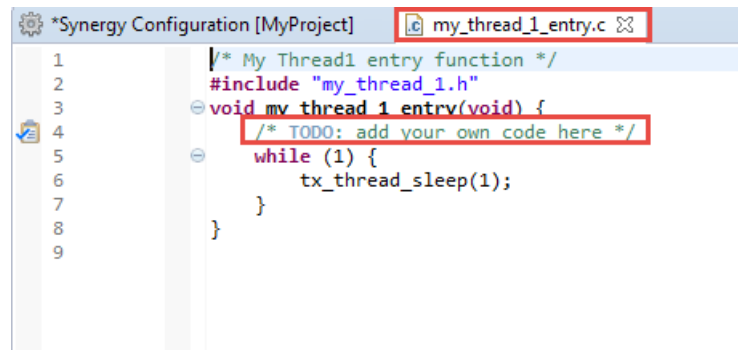 *Synergy Configuration [MyProject] my_thread_1_entry.c
1 /* My Thread1 entry function */
2 #include "my_thread_1.h"
3 void my_thread_1_entry(void) {
4 /* TODO: add your own code here */
5 while (1) {
6 tx_thread_sleep(1);
7 }
8 }
9